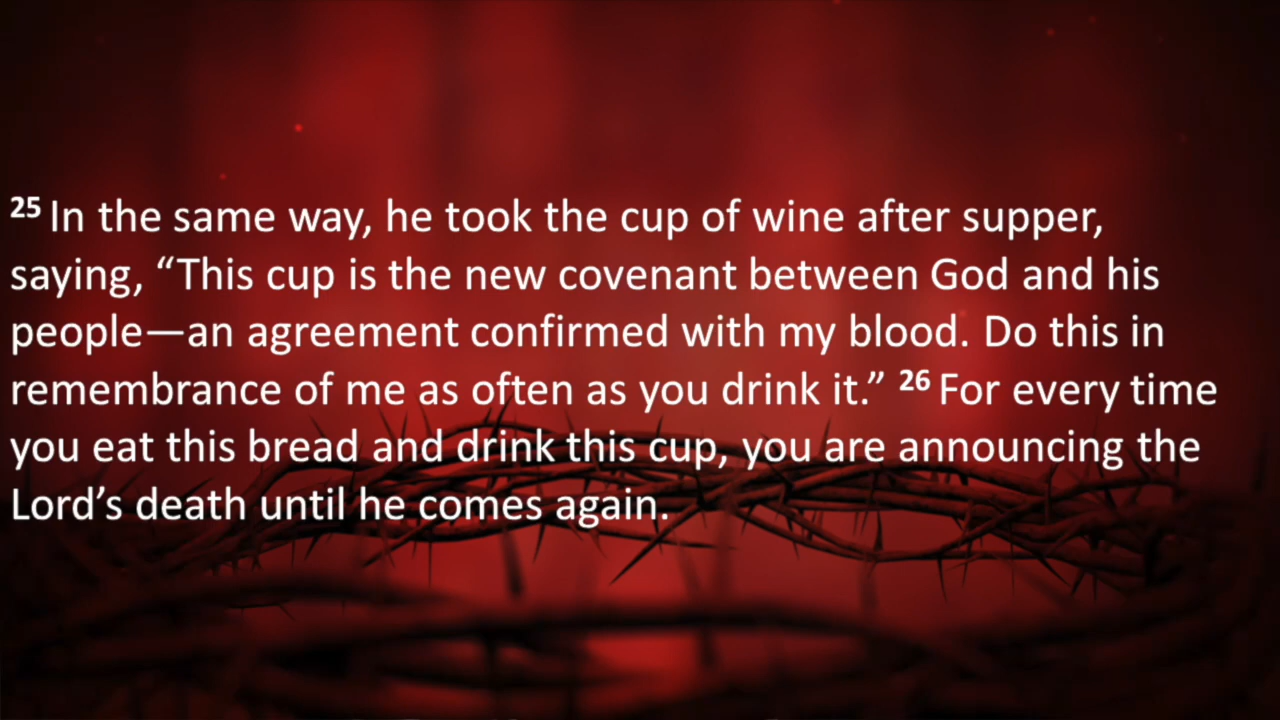 25 In the same way, he took the cup of wine after supper,
saying, “This cup is the new covenant between God and his
people—an agreement confirmed with my blood. Do this in
remembrance of me as often as you drink it.” 26 For every time
you eat this bread and drink this cup, you are announcing the
Lord’s death until he comes again.